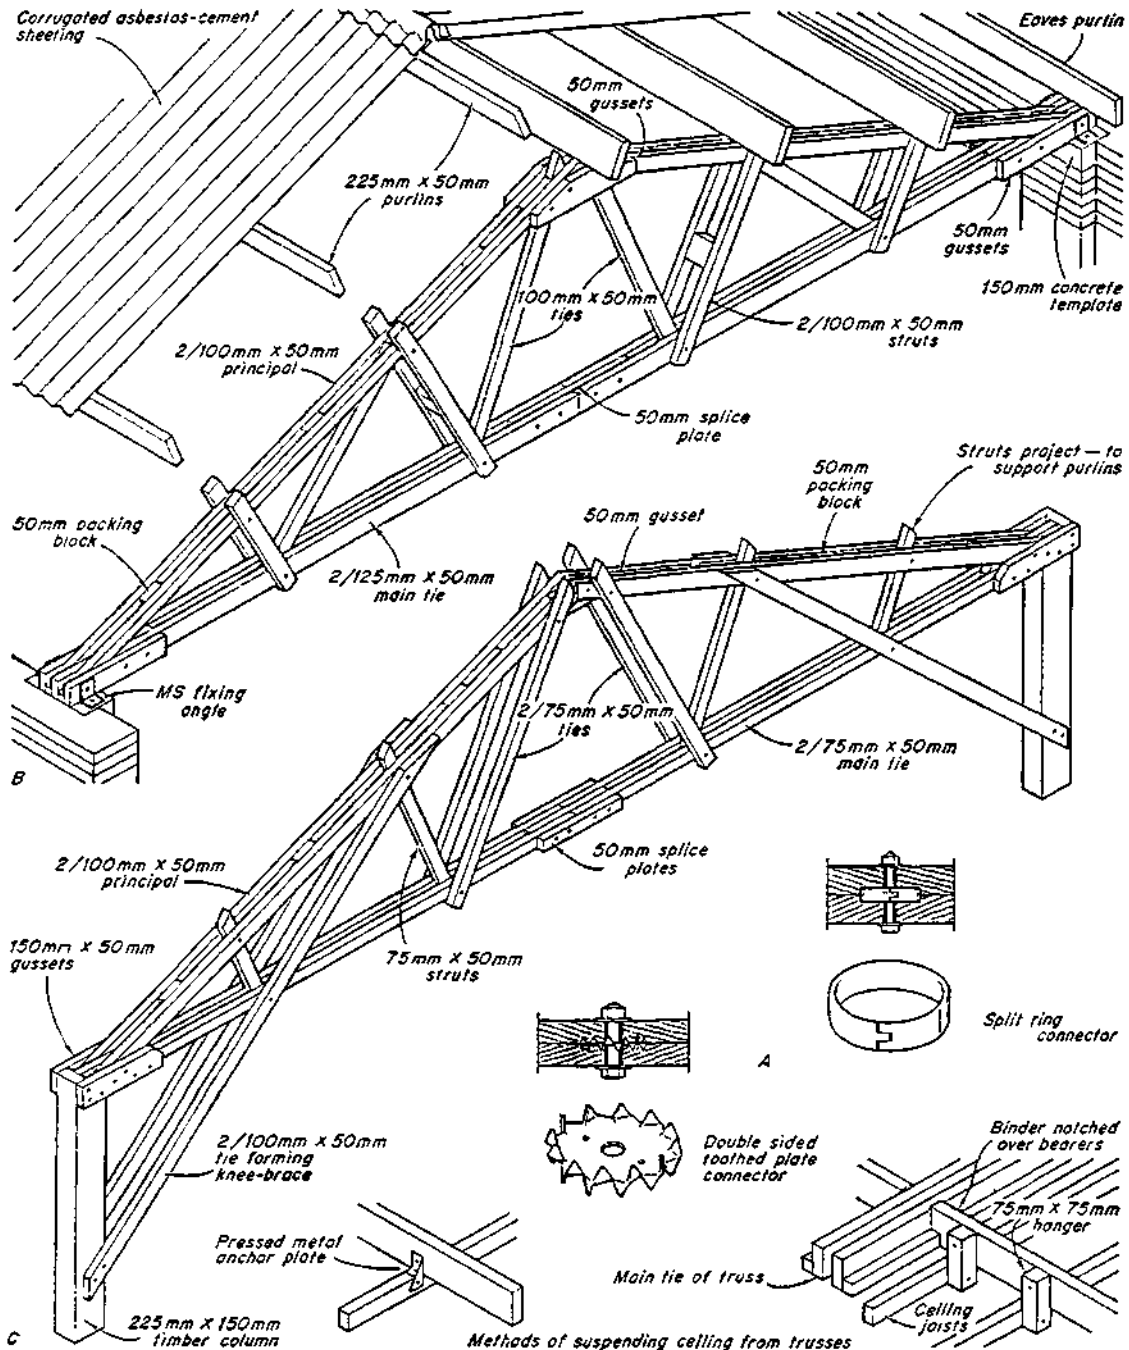 Corrugated asbestos-cement
sheeting
Eaves purlin
50mm
gussets
225mm X 50mm
purlins
50mm
gussets
150mm concrete
template
100mm X 50mm
ties
2/100mm X 50mm
struts
2/100mm X 50mm
principal
50mm splice
plate
Struts project — to
support purlins
50mm
packing
block
50mm packing
block
50mm gusset
2/125mm X 50mm
main tie
MS fixing
angle
B
2/75mm X 50mm
ties
2/75mm X 50mm
main tie
50mm splice
plates
2/100mm X 50mm
principal
150mm X 50mm
gussets
75mm X 50mm
struts
Split ring
connector
A
2/100mm X 50mm
tie forming
knee-brace
Double sided
toothed plate
connector
Binder notched
over bearers
75mm X 75mm
hanger
Pressed metal
anchor plate
Main tie of truss
Ceiling
joists
225mm X 150mm
timber column
C
Methods of suspending ceiling from trusses